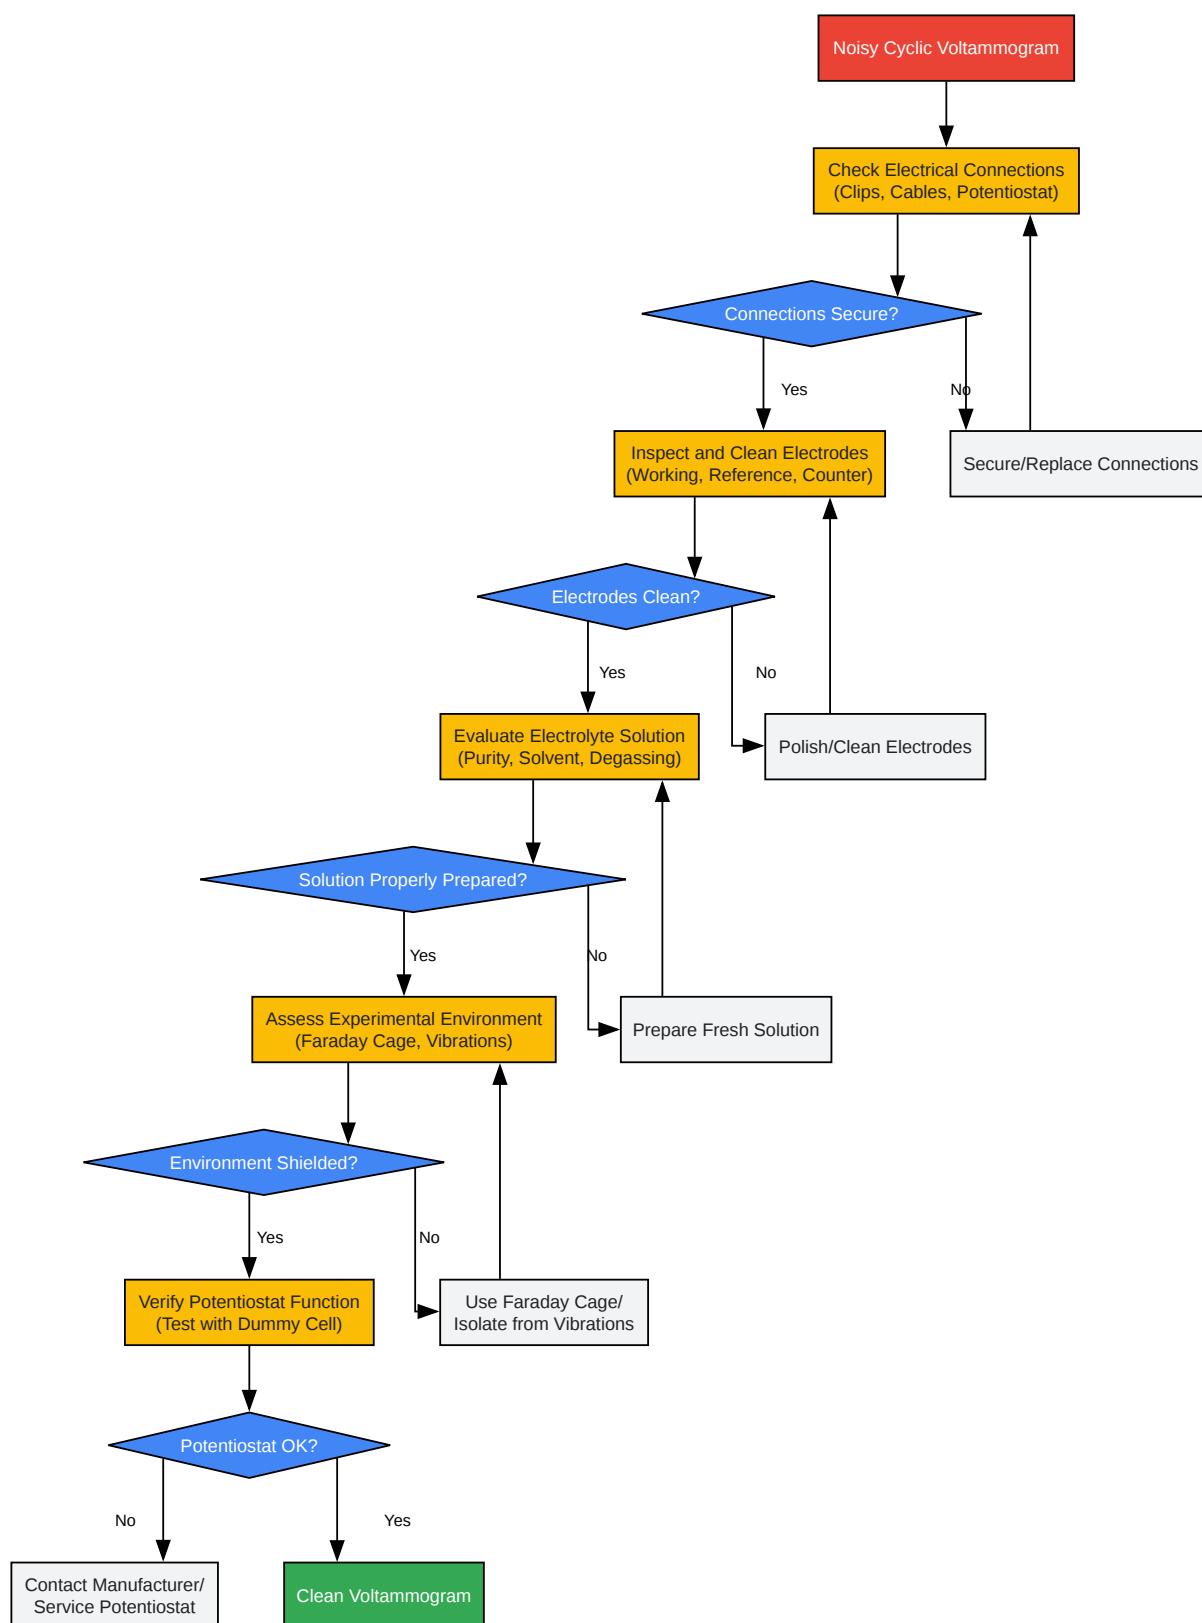 Noisy Cyclic Voltammogram
Check Electrical Connections
(Clips, Cables, Potentiostat)
Connections Secure?
Yes
No
Inspect and Clean Electrodes
(Working, Reference, Counter)
Secure/Replace Connections
Electrodes Clean?
Yes
No
Evaluate Electrolyte Solution
(Purity, Solvent, Degassing)
Polish/Clean Electrodes
Solution Properly Prepared?
Yes
No
Assess Experimental Environment
(Faraday Cage, Vibrations)
Prepare Fresh Solution
Environment Shielded?
Yes
No
Verify Potentiostat Function
(Test with Dummy Cell)
Use Faraday Cage/
Isolate from Vibrations
Potentiostat OK?
No
Yes
Contact Manufacturer/
Service Potentiostat
Clean Voltammogram